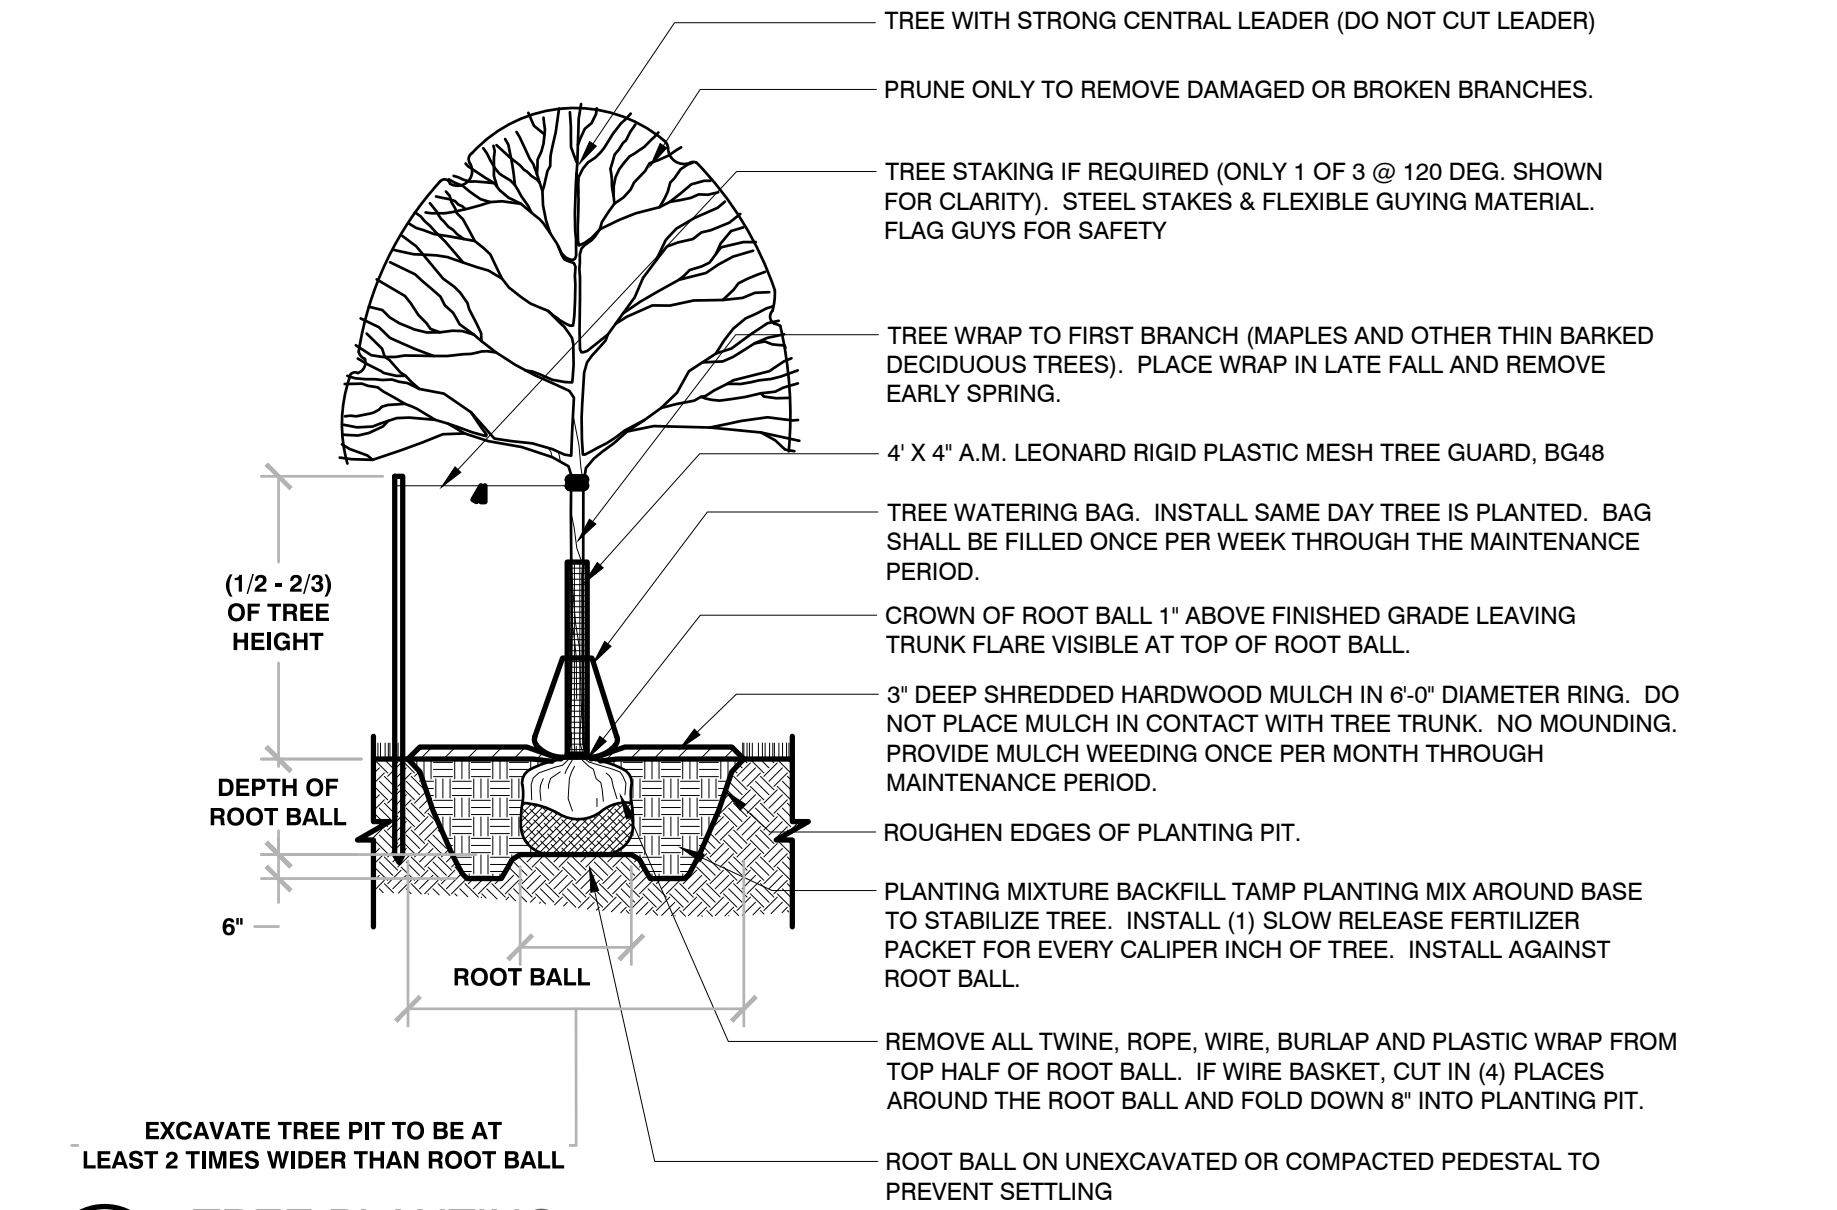 TREE WITH STRONG CENTRAL LEADER (DO NOT CUT LEADER)
PRUNE ONLY TO REMOVE DAMAGED OR BROKEN BRANCHES.
TREE STAKING IF REQUIRED (ONLY 1 OF 3 @ 120 DEG. SHOWN
FOR CLARITY). STEEL STAKES & FLEXIBLE GUYING MATERIAL.
FLAG GUYS FOR SAFETY
TREE WRAP TO FIRST BRANCH (MAPLES AND OTHER THIN BARKED
DECIDUOUS TREES). PLACE WRAP IN LATE FALL AND REMOVE
EARLY SPRING.
4' X 4" A.M. LEONARD RIGID PLASTIC MESH TREE GUARD, BG48
TREE WATERING BAG. INSTALL SAME DAY TREE IS PLANTED. BAG
SHALL BE FILLED ONCE PER WEEK THROUGH THE MAINTENANCE
PERIOD.
CROWN OF ROOT BALL 1" ABOVE FINISHED GRADE LEAVING
TRUNK FLARE VISIBLE AT TOP OF ROOT BALL.
3" DEEP SHREDDED HARDWOOD MULCH IN 6'-0" DIAMETER RING. DO
NOT PLACE MULCH IN CONTACT WITH TREE TRUNK. NO MOUNDING.
PROVIDE MULCH WEEDING ONCE PER MONTH THROUGH
MAINTENANCE PERIOD.
ROUGHEN EDGES OF PLANTING PIT.
PLANTING MIXTURE BACKFILL TAMP PLANTING MIX AROUND BASE
TO STABILIZE TREE. INSTALL (1) SLOW RELEASE FERTILIZER
PACKET FOR EVERY CALIPER INCH OF TREE. INSTALL AGAINST
ROOT BALL.
REMOVE ALL TWINE, ROPE, WIRE, BURLAP AND PLASTIC WRAP FROM
TOP HALF OF ROOT BALL. IF WIRE BASKET, CUT IN (4) PLACES
AROUND THE ROOT BALL AND FOLD DOWN 8" INTO PLANTING PIT.
ROOT BALL ON UNEXCAVATED OR COMPACTED PEDESTAL TO
PREVENT SETTLING
(1/2 - 2/3)
OF TREE
HEIGHT
DEPTH OF
ROOT BALL
6"
ROOT BALL
EXCAVATE TREE PIT TO BE AT
LEAST 2 TIMES WIDER THAN ROOT BALL
TREE PLANTING